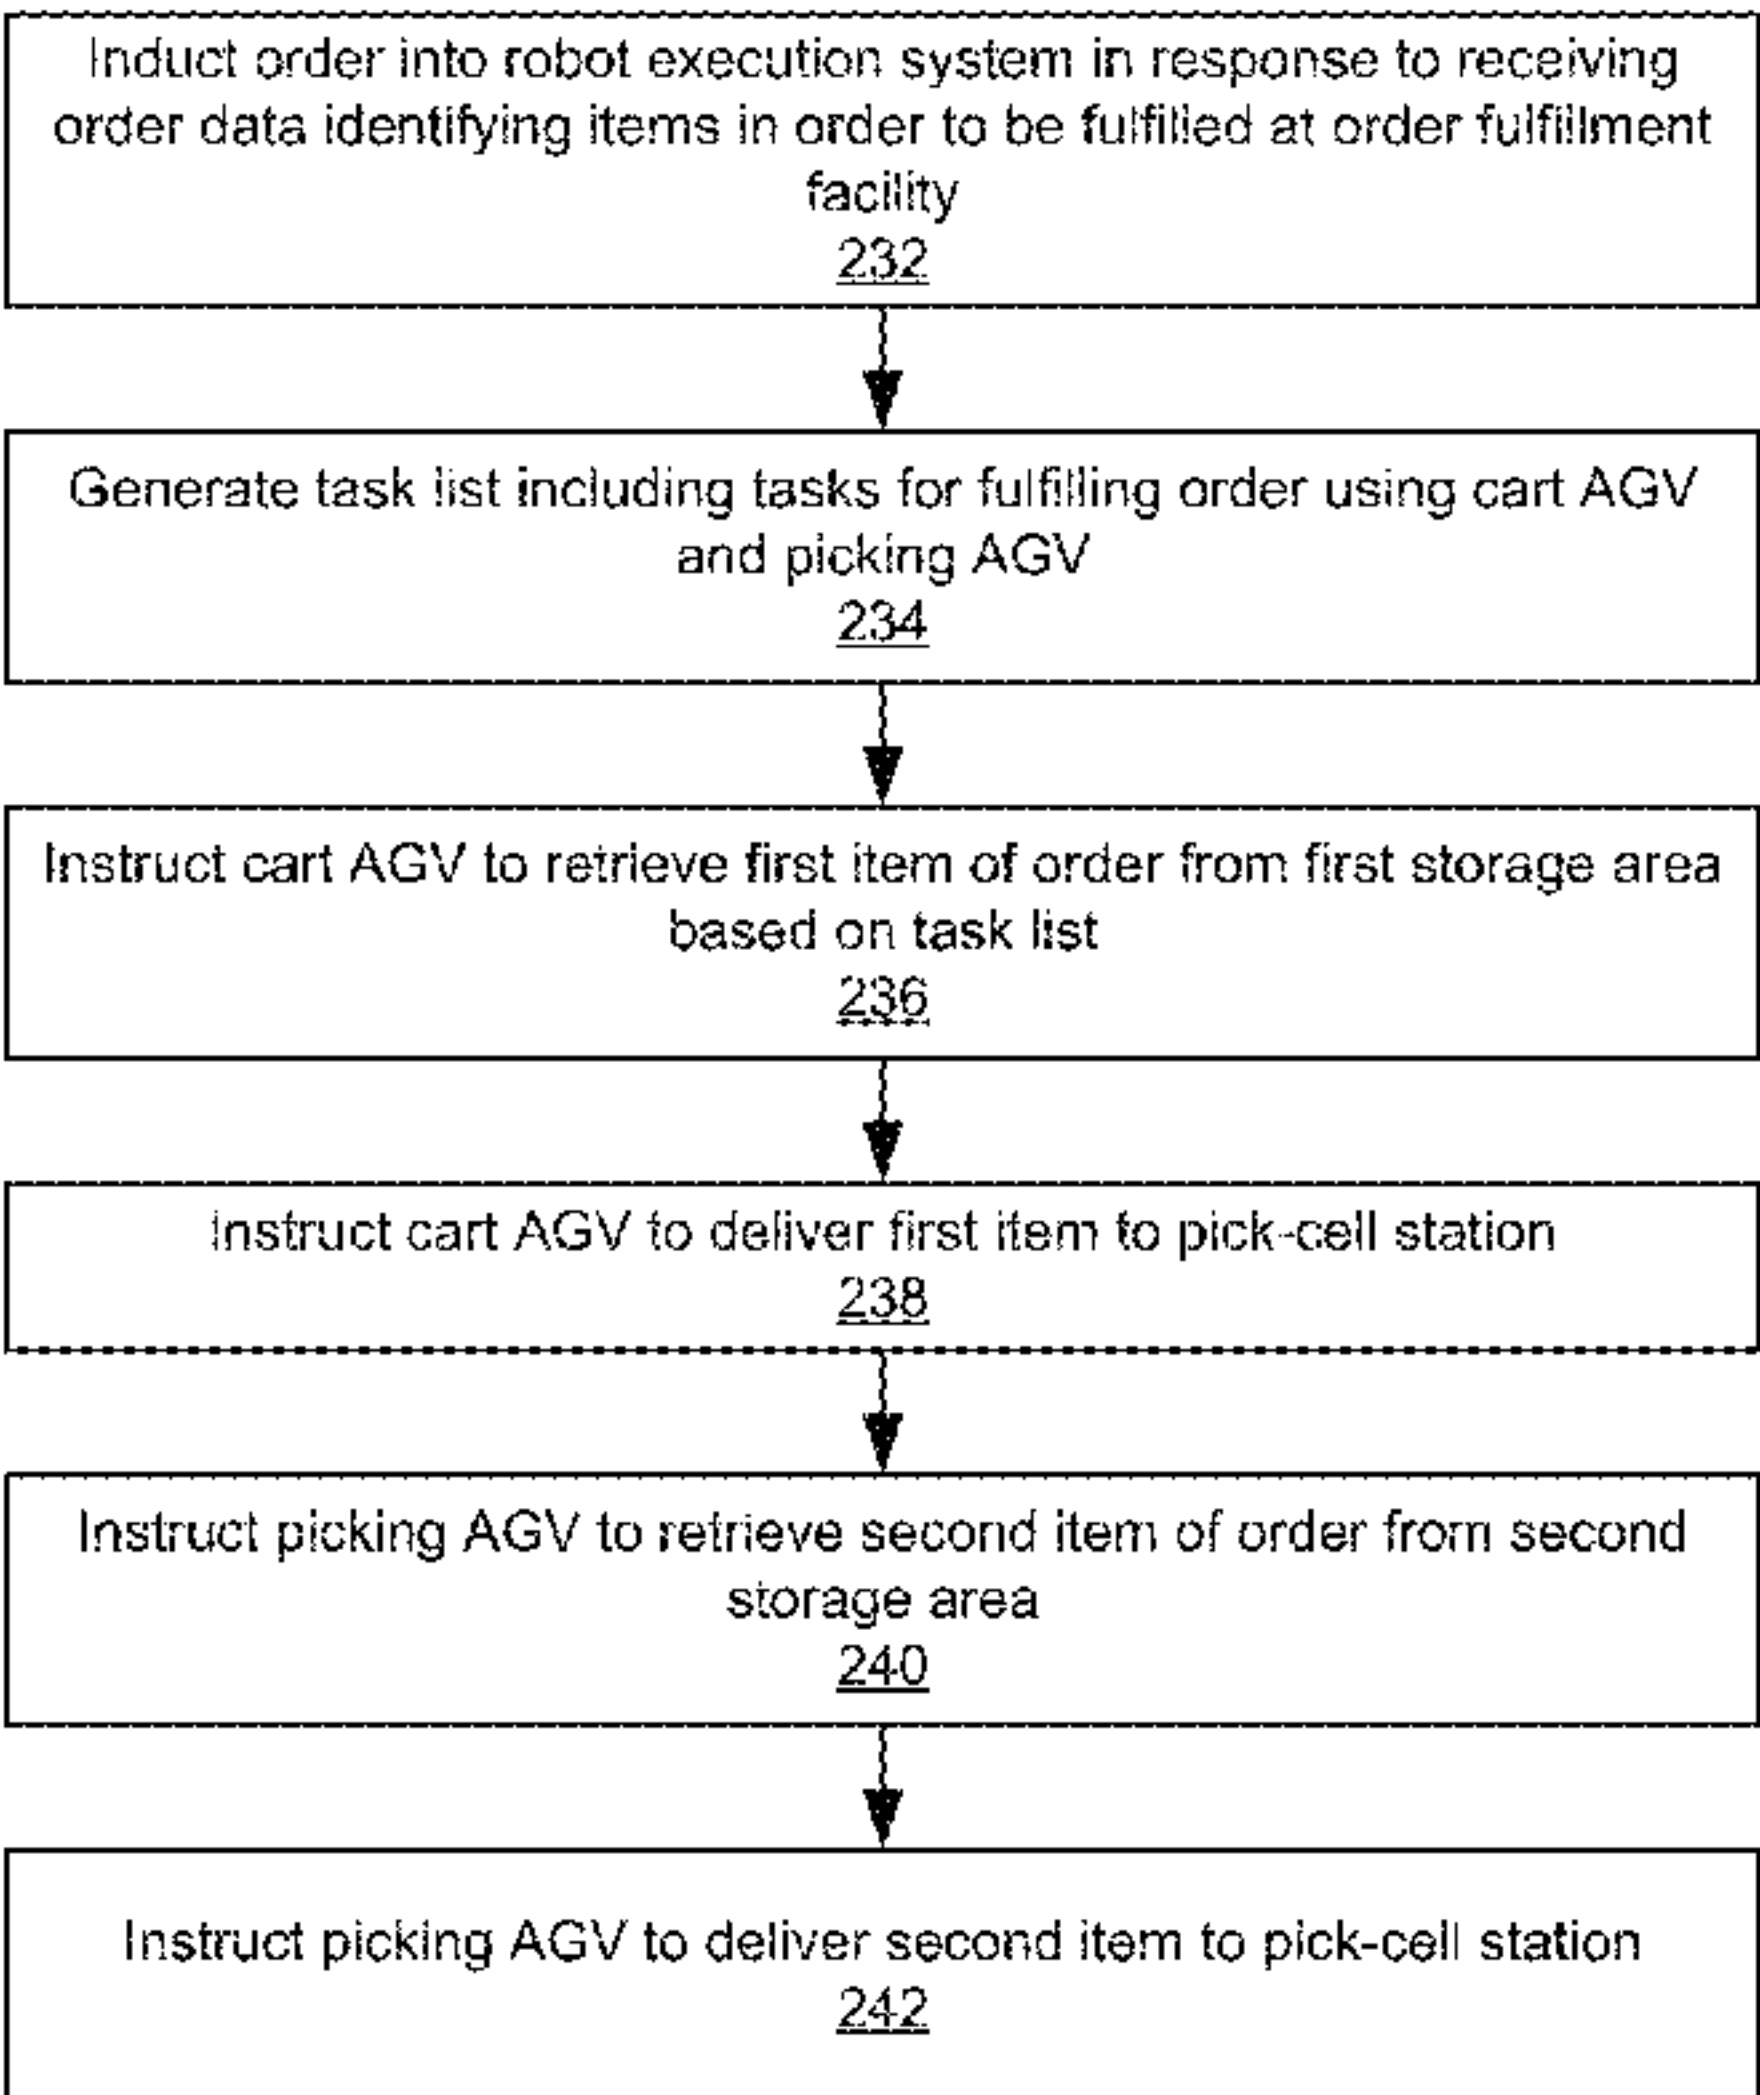 Induct order into robot execution system in response to receiving
order data identifying items in order to be fulfilled at order fulfillment
facility
232
Generate task list including tasks for fulfilling order using cart AGV
and picking AGV
234
Instruct cart AGV to retrieve first item of order from first storage area
based on task list
236
Instruct cart AGV to deliver first item to pick-cell station
238
Instruct picking AGV to retrieve second item of order from second
storage area
240
Instruct picking AGV to deliver second item to pick-cell station
242